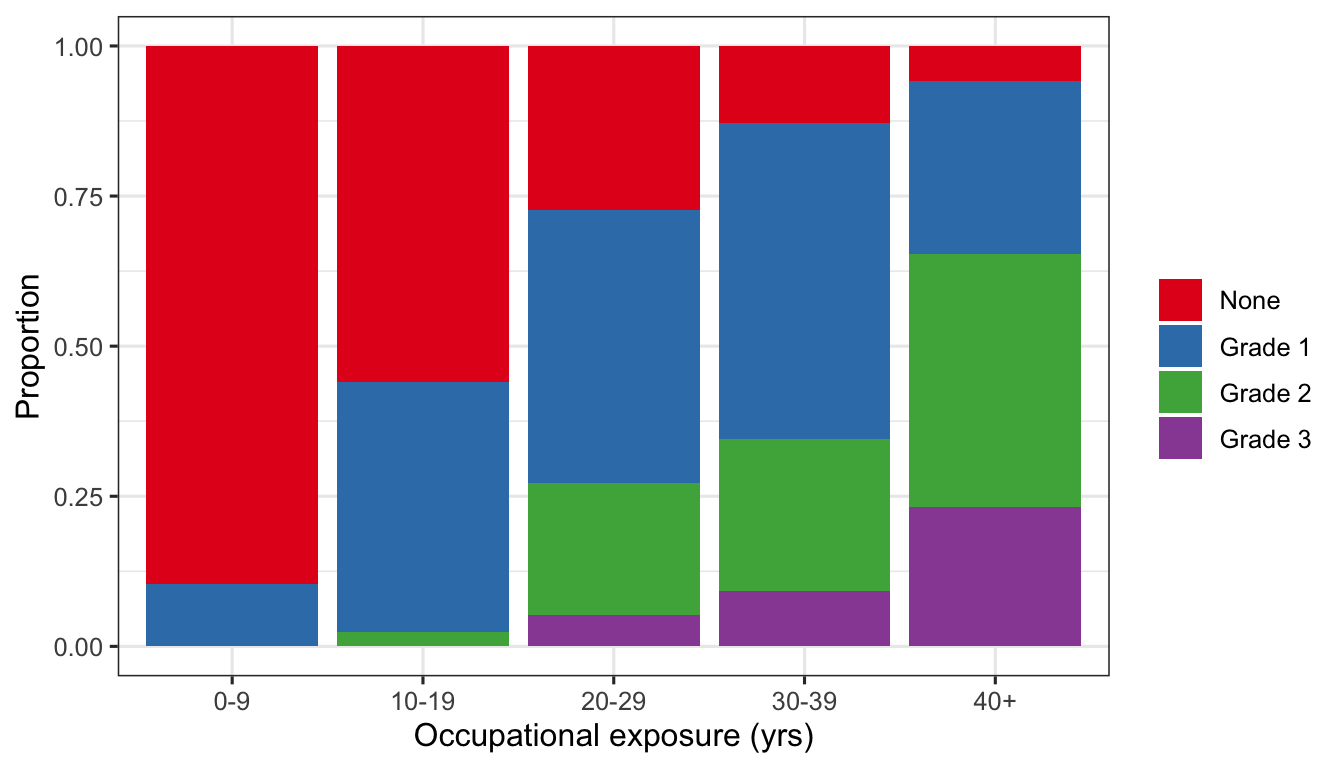 Proportion
1.00
0.75
0.50
0.25
0.00
0-9
10-19
20-29
30-39
40+
Occupational exposure (yrs)
None
Grade 1
Grade 2
Grade 3